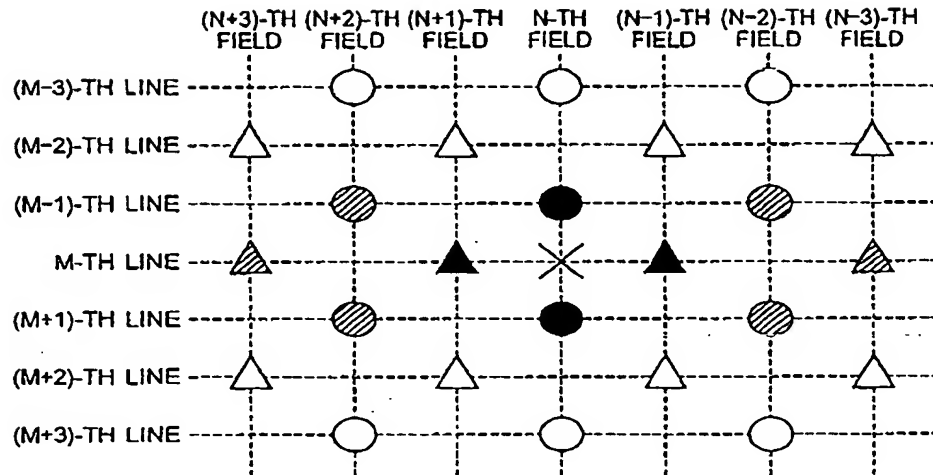 (N+3)-TH (N+2)-TH (N+1)-TH N-TH (N-1)-TH (N-2)-TH (N-3)-TH
FIELD FIELD FIELD FIELD FIELD FIELD FIELD
(M-3)-TH LINE
(M-2)-TH LINE
(M-1)-TH LINE
M-TH LINE
(M+1)-TH LINE
(M+2)-TH LINE
(M+3)-TH LINE